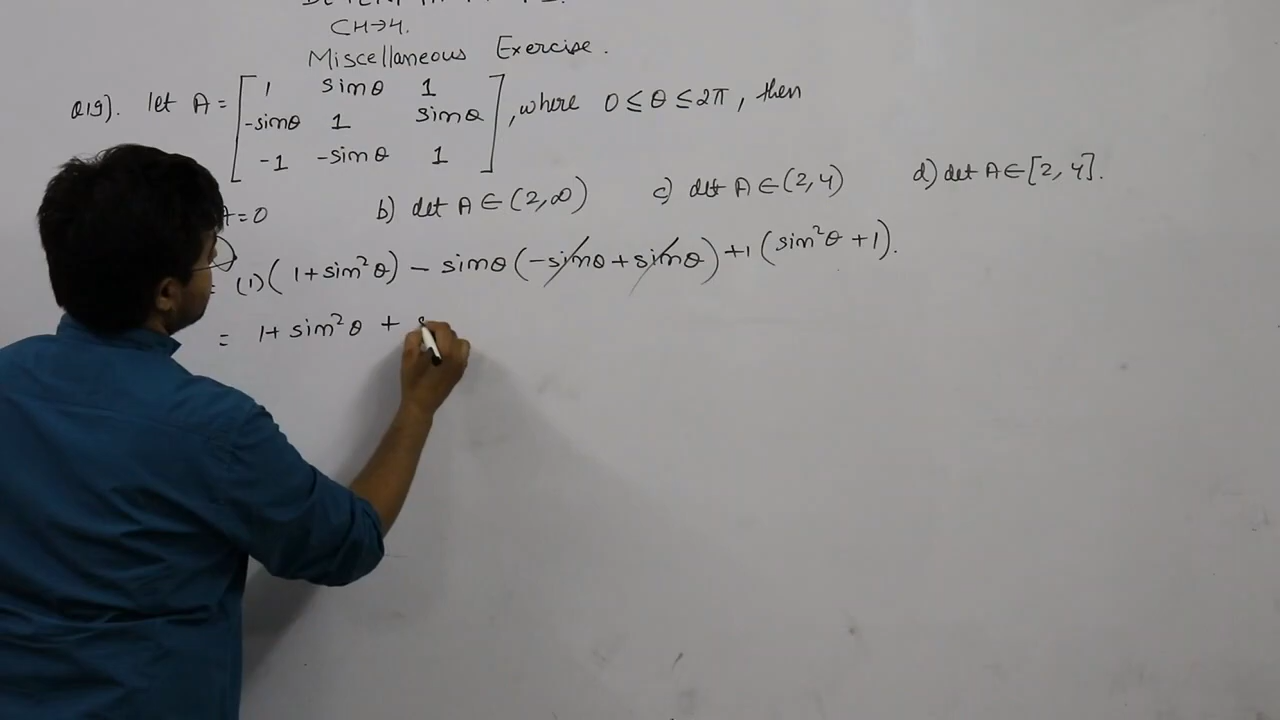 CH→4.
Miscellaneous Exercise.
Q19). let A = [ 1 sinθ 1
-sinθ 1 sinθ
-1 -sinθ 1 ], where 0 ≤ θ ≤ 2π, then
A=0 b) det A ∈ (2,∞) c) det A ∈ (2,4) d) det A ∈ [2,4].
= (1)(1+sin²θ) - sinθ(-sinθ+sinθ) +1(sin²θ+1).
= 1+ sin²θ +